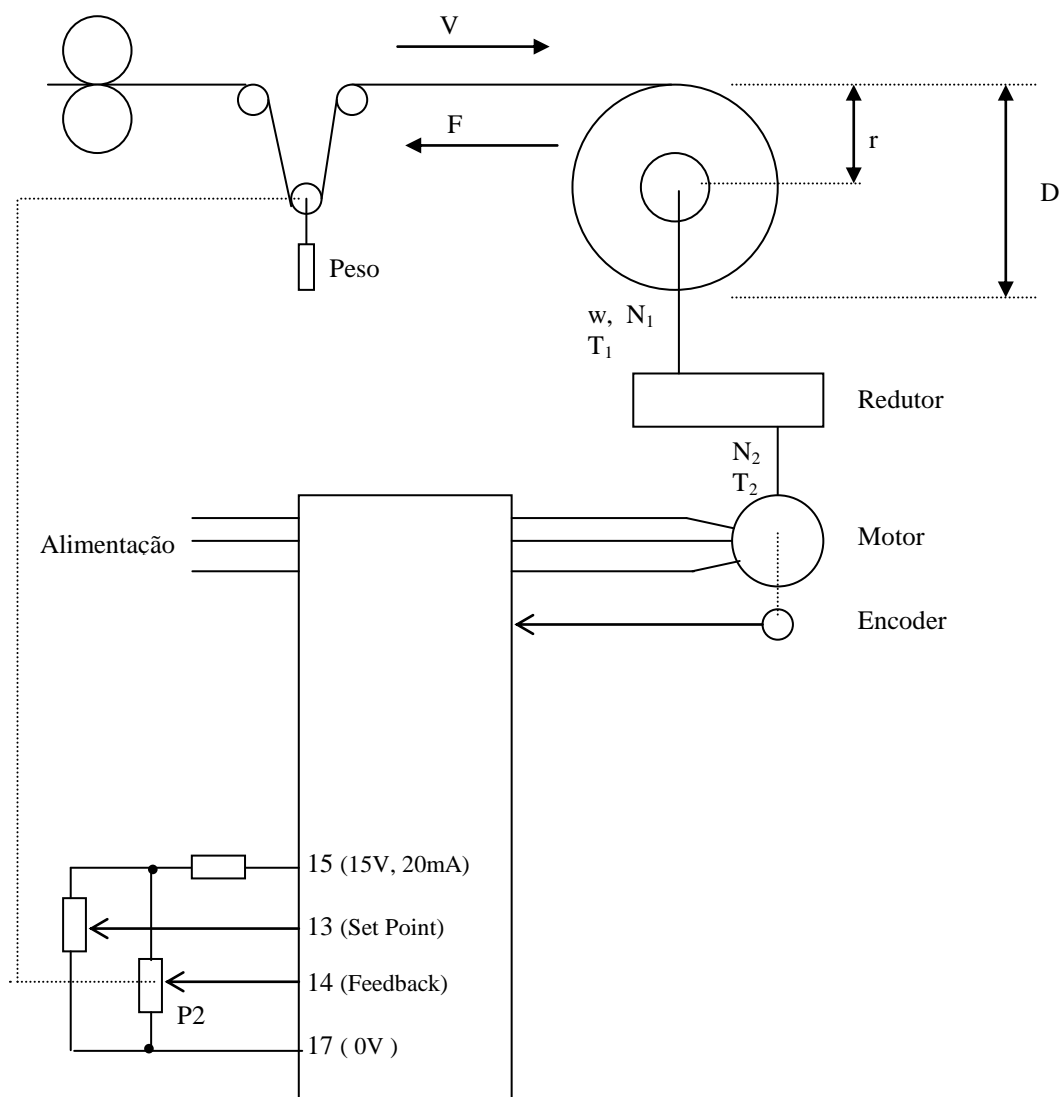 V
F
r
D
Peso
w, N₁
T₁
Redutor
N₂
T₂
Alimentação
Motor
Encoder
15 (15V, 20mA)
13 (Set Point)
14 (Feedback)
P2
17 ( 0V )